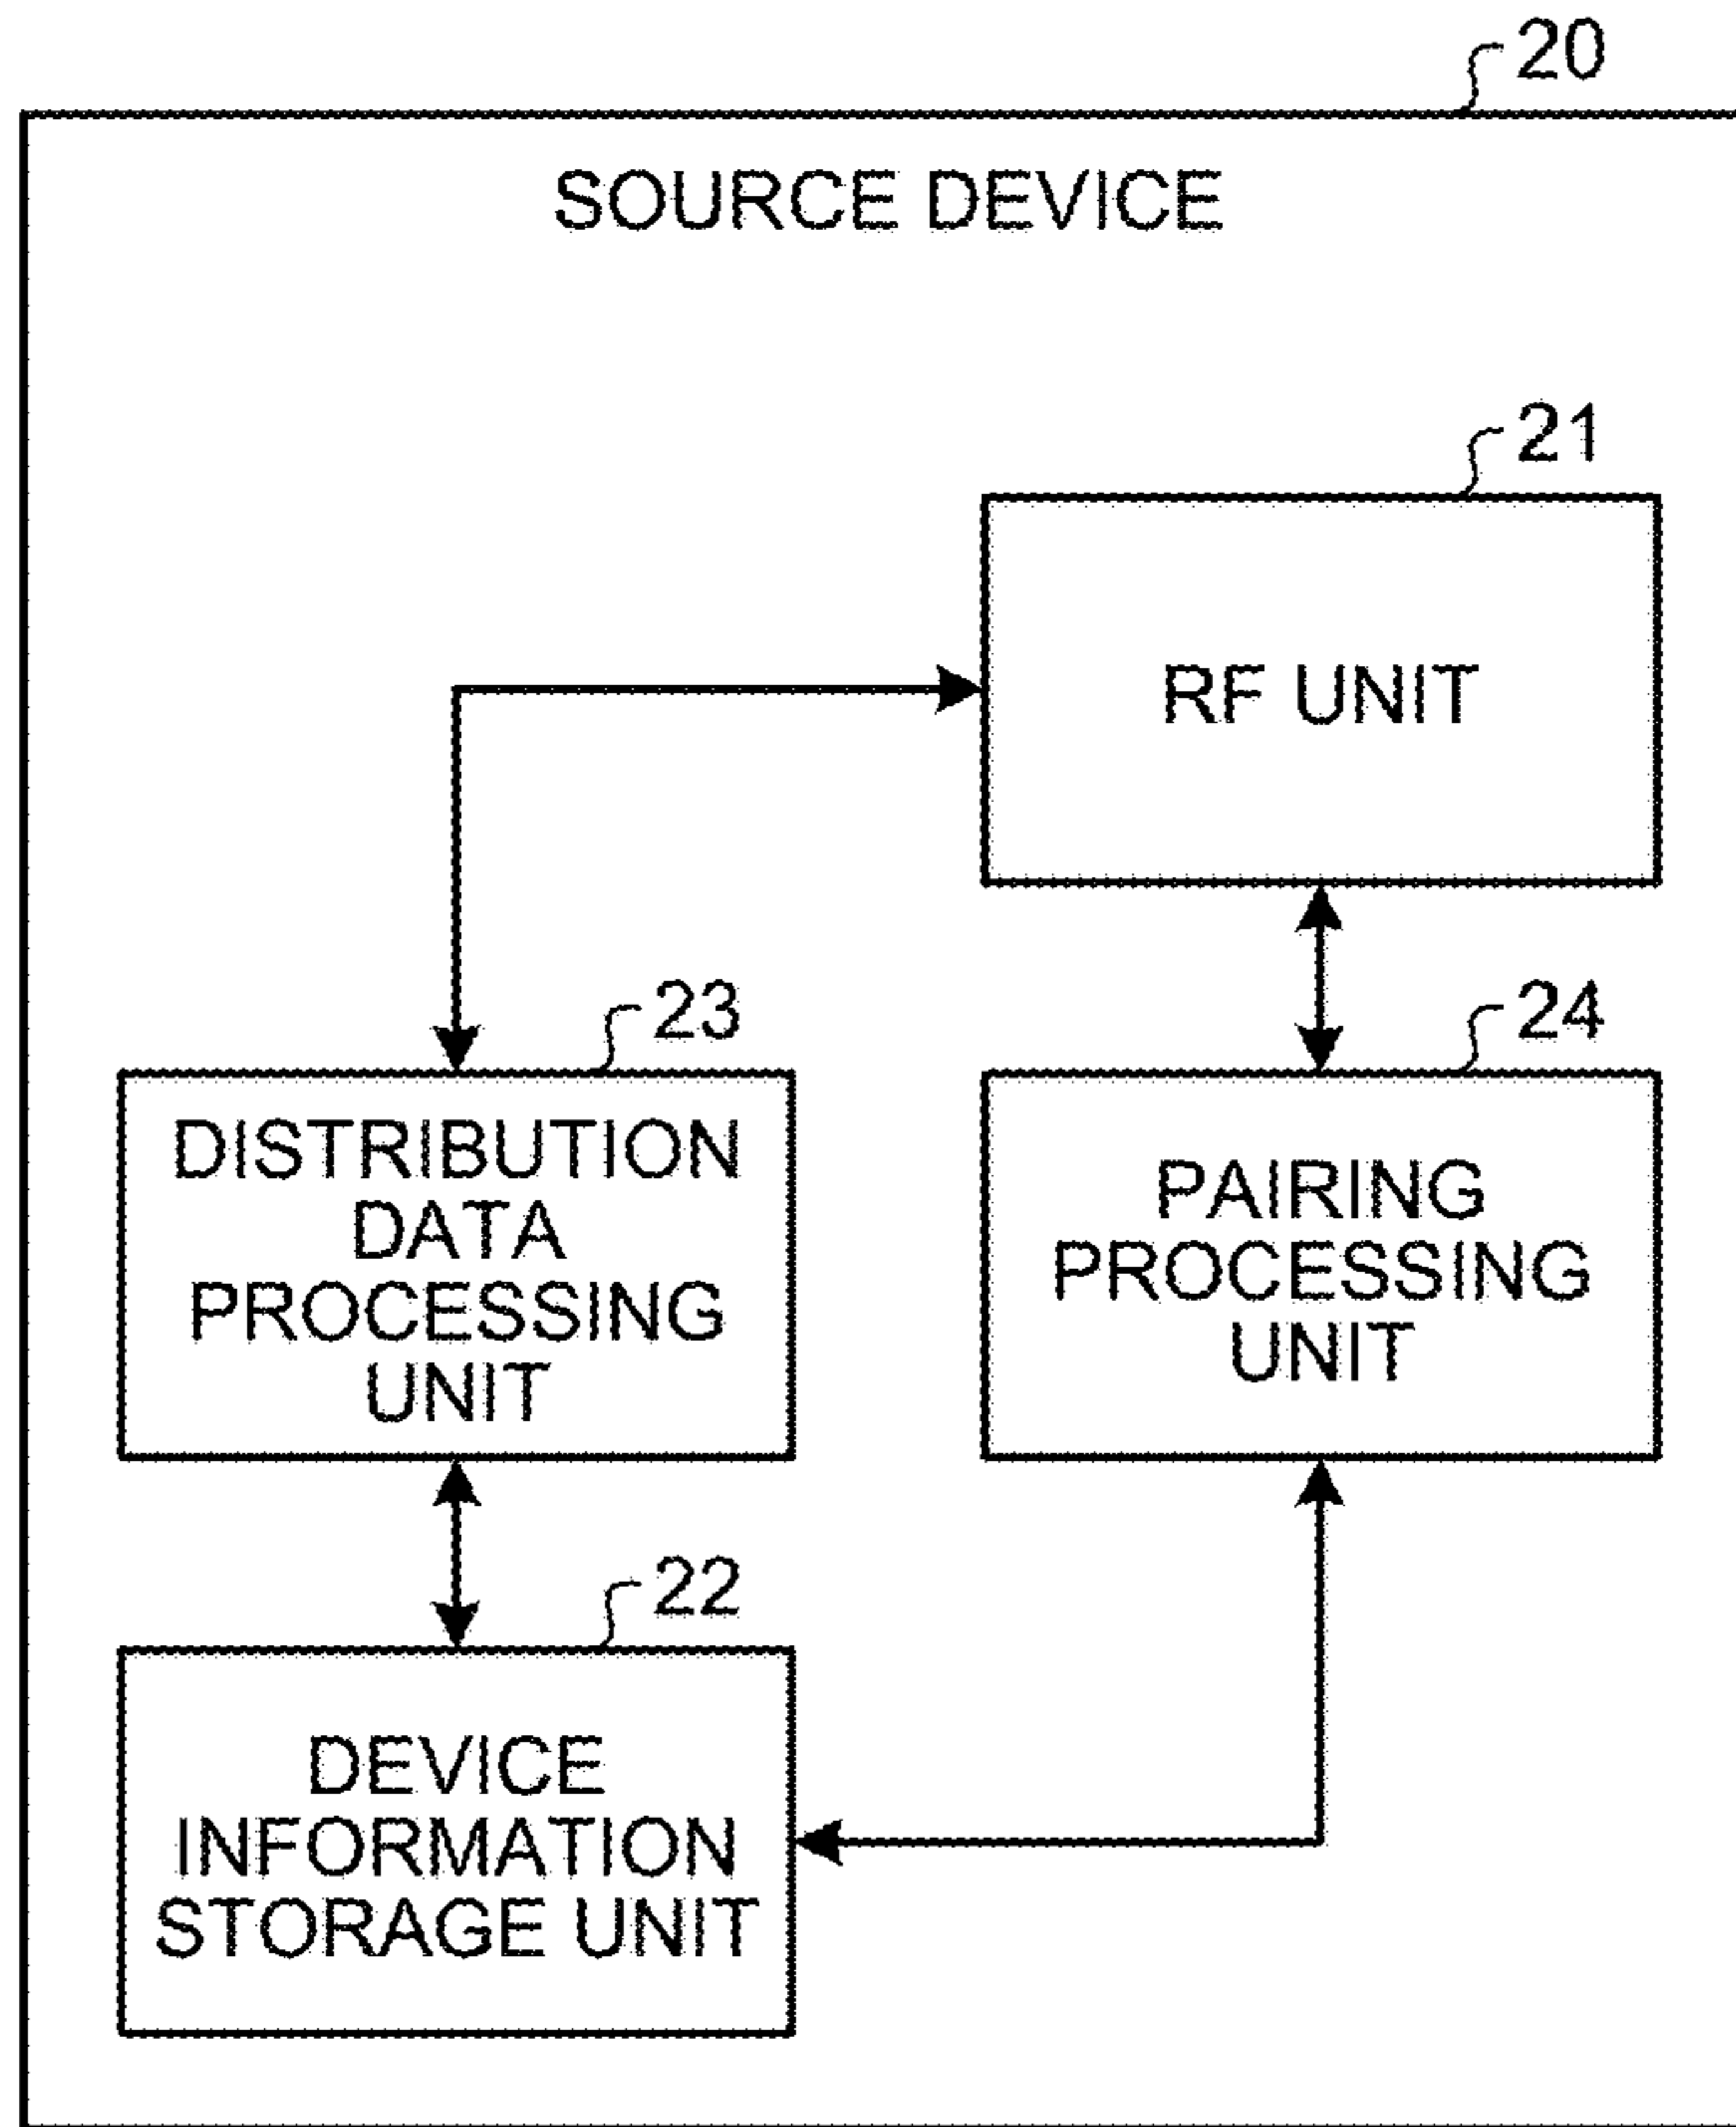 20
SOURCE DEVICE
21
RF UNIT
23
DISTRIBUTION
DATA
PROCESSING
UNIT
24
PAIRING
PROCESSING
UNIT
22
DEVICE
INFORMATION
STORAGE UNIT